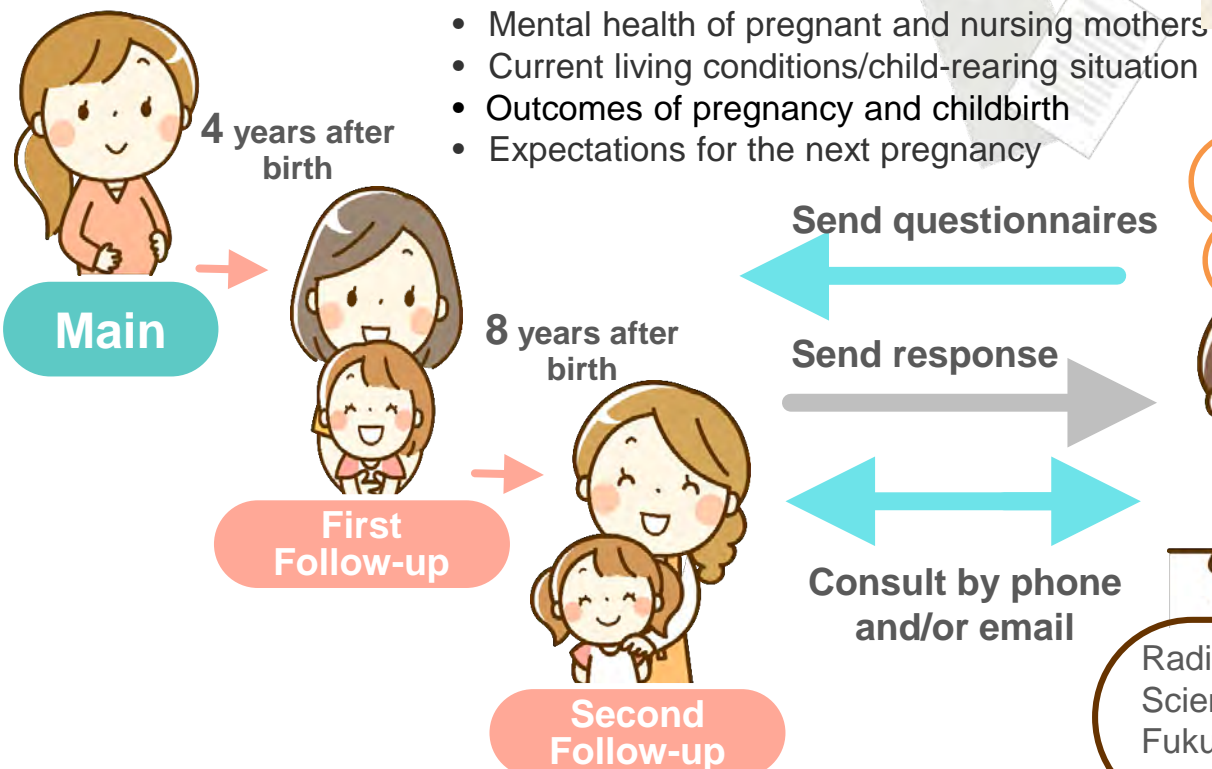 • Mental health of pregnant and nursing mothers
• Current living conditions/child-rearing situation
• Outcomes of pregnancy and childbirth
• Expectations for the next pregnancy
4 years after
birth
Main
Send questionnaires
8 years after
birth
Send response
First
Follow-up
Consult by phone
and/or email
Second
Follow-up